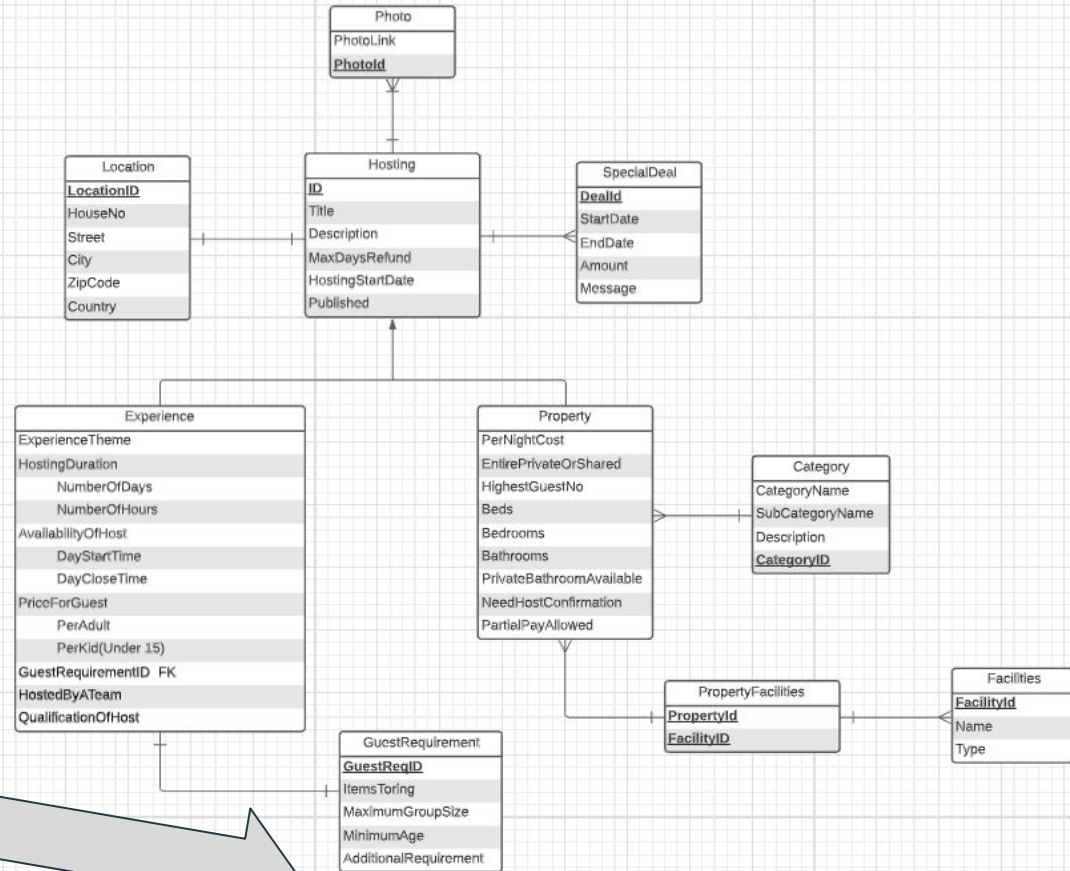 Photo
PhotoLink
PhotoId
Location
LocationID
HouseNo
Street
City
ZipCode
Country
Hosting
ID
Title
Description
MaxDaysRefund
HostingStartDate
Published
SpecialDeal
DealId
StartDate
EndDate
Amount
Message
Experience
ExperienceTheme
HostingDuration
NumberOfDays
NumberOfHours
AvailabilityOfHost
DayStartTime
DayCloseTime
PriceForGuest
PerAdult
PerKid(Under 15)
GuestRequirementID FK
HostedByATeam
QualificationOfHost
Property
PerNightCost
EntirePrivateOrShared
HighestGuestNo
Beds
Bedrooms
Bathrooms
PrivateBathroomAvailable
NeedHostConfirmation
PartialPayAllowed
Category
CategoryName
SubCategoryName
Description
CategoryID
PropertyFacilities
PropertyId
FacilityID
Facilities
FacilityId
Name
Type
GuestRequirement
GuestReqID
ItemsToring
MaximumGroupSize
MinimumAge
AdditionalRequirement